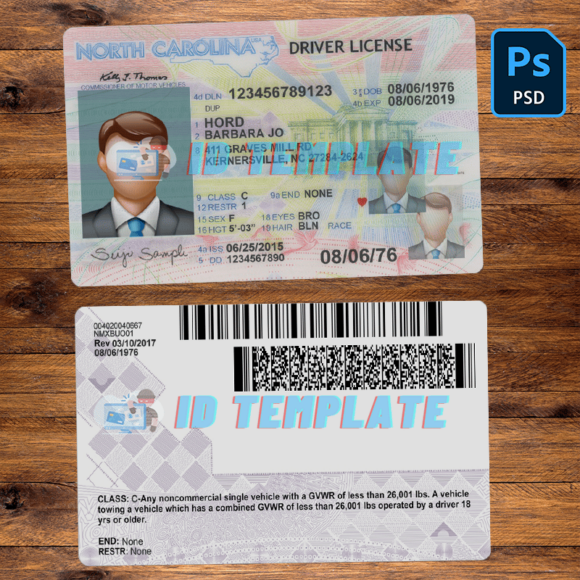 NORTH CAROLINA DRIVER LICENSE
Ps
PSD
Kelly J. Thomas
COMMISSIONER OF MOTOR VEHICLES
4d DLN 123456789123 3 DOB 08/06/1976
DUP 4b EXP 08/06/2019
1 HORD
2 BARBARA JO
8 411 GRAVES MILL RD
KERNERSVILLE, NC 27284-2624
ID TEMPLATE
9 CLASS C 9a END NONE
12 RESTR 1
15 SEX F 18 EYES BRO
16 HGT 5'-03" 19 HAIR BLN RACE
4a ISS 06/25/2015
5 DD 1234567890
08/06/76
Seijo Sample
004020040667
NMXBUO01
Rev 03/10/2017
08/06/1976
ID TEMPLATE
CLASS: C-Any noncommercial single vehicle with a GVWR of less than 26,001 lbs. A vehicle
towing a vehicle which has a combined GVWR of less than 26,001 lbs operated by a driver 18
yrs or older.
END: None
RESTR: None